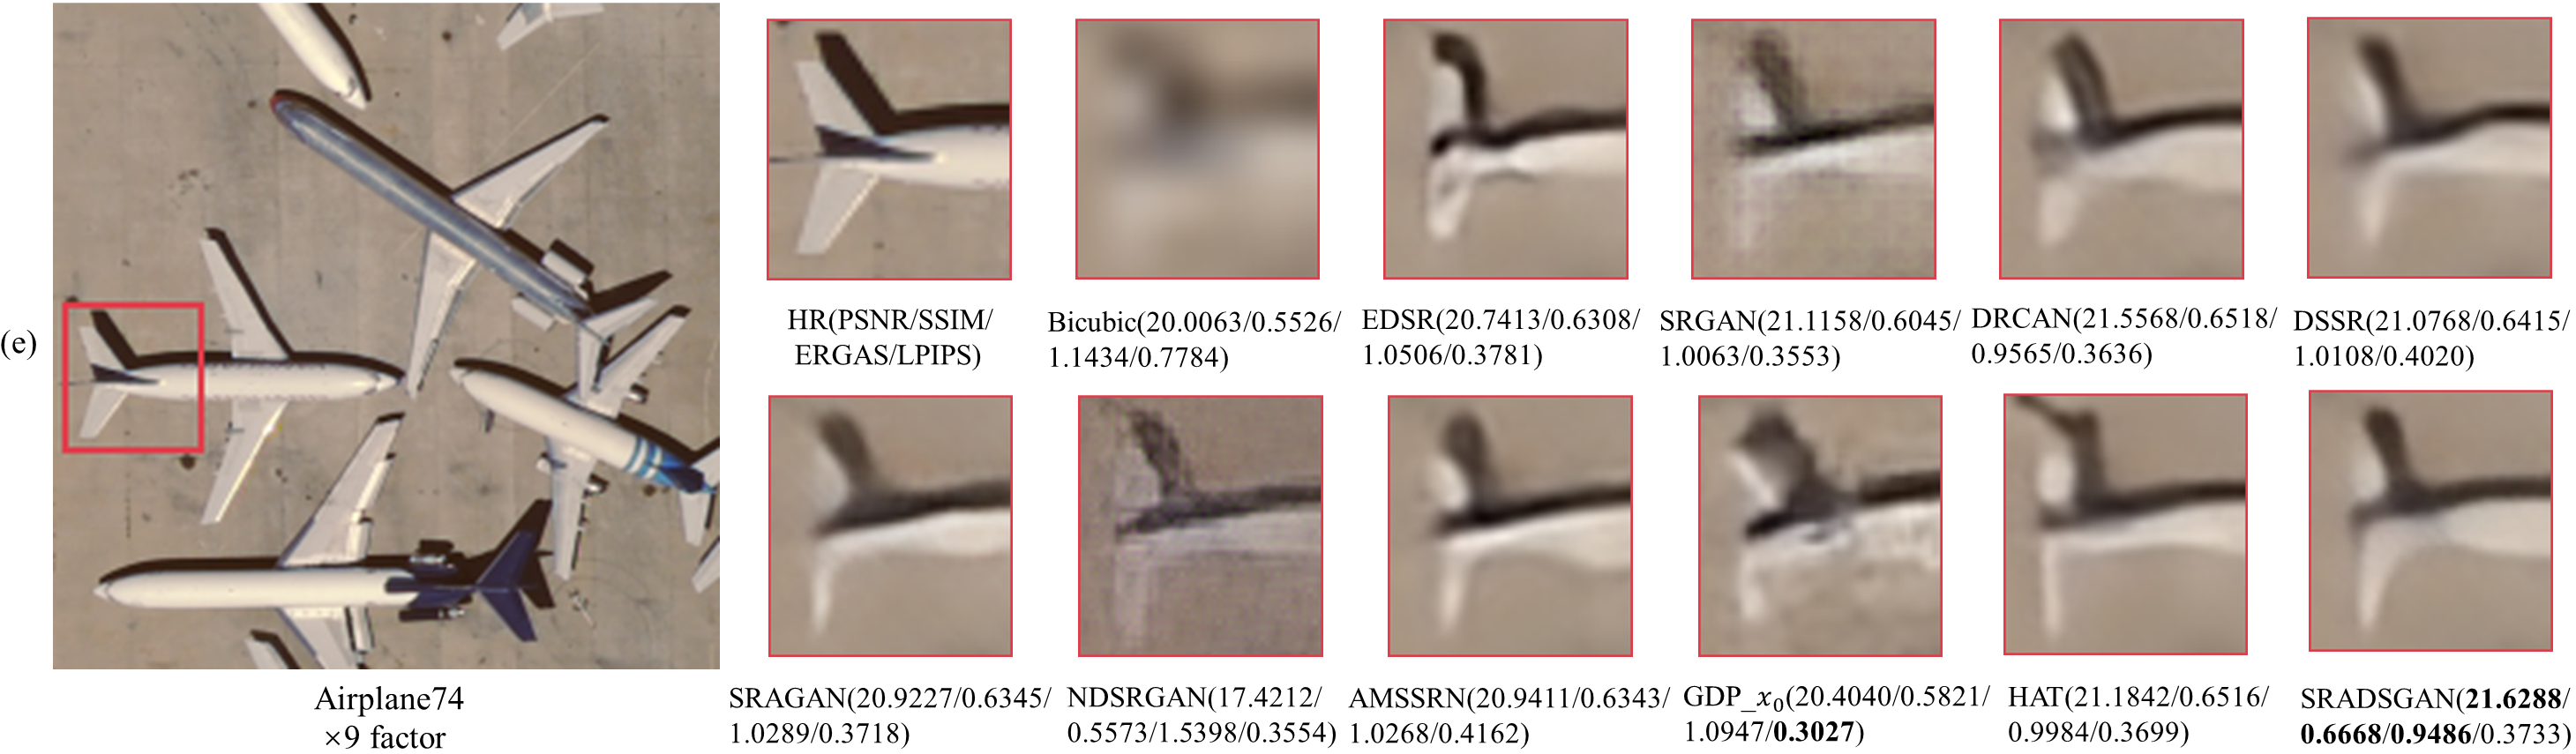 (e)
HR(PSNR/SSIM/
ERGAS/LPIPS)
Bicubic(20.0063/0.5526/
1.1434/0.7784)
EDSR(20.7413/0.6308/
1.0506/0.3781)
SRGAN(21.1158/0.6045/
1.0063/0.3553)
DRCAN(21.5568/0.6518/
0.9565/0.3636)
DSSR(21.0768/0.6415/
1.0108/0.4020)
Airplane74
×9 factor
SRAGAN(20.9227/0.6345/
1.0289/0.3718)
NDSRGAN(17.4212/
0.5573/1.5398/0.3554)
AMSSRN(20.9411/0.6343/
1.0268/0.4162)
GDP_x₀(20.4040/0.5821/
1.0947/0.3027)
HAT(21.1842/0.6516/
0.9984/0.3699)
SRADSGAN(21.6288/
0.6668/0.9486/0.3733)